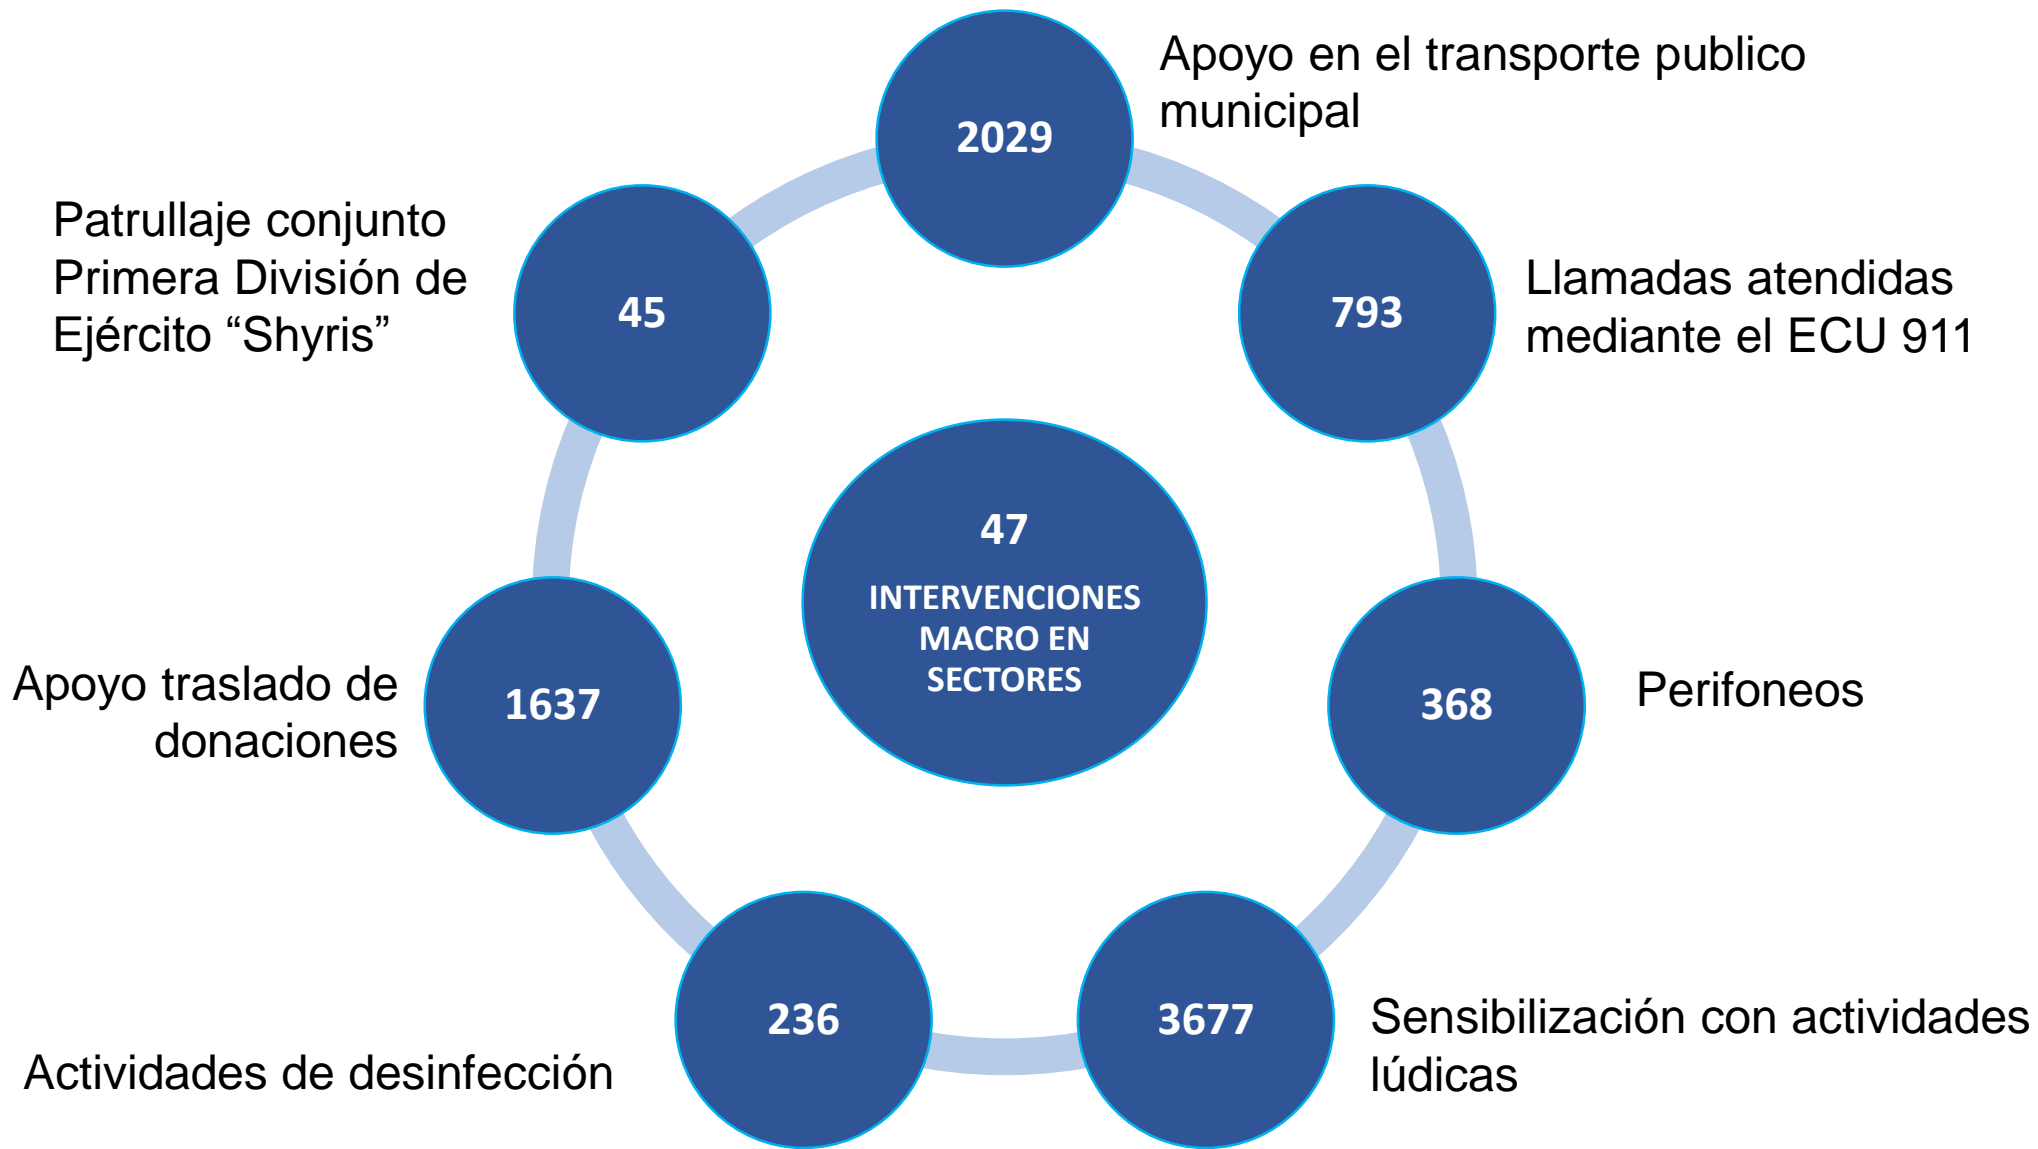 2029
Apoyo en el transporte publico
municipal
793
Llamadas atendidas
mediante el ECU 911
368
Perifoneos
3677
Sensibilización con actividades
lúdicas
236
Actividades de desinfección
1637
Apoyo traslado de
donaciones
45
Patrullaje conjunto
Primera División de
Ejército “Shyris”
47
INTERVENCIONES
MACRO EN
SECTORES